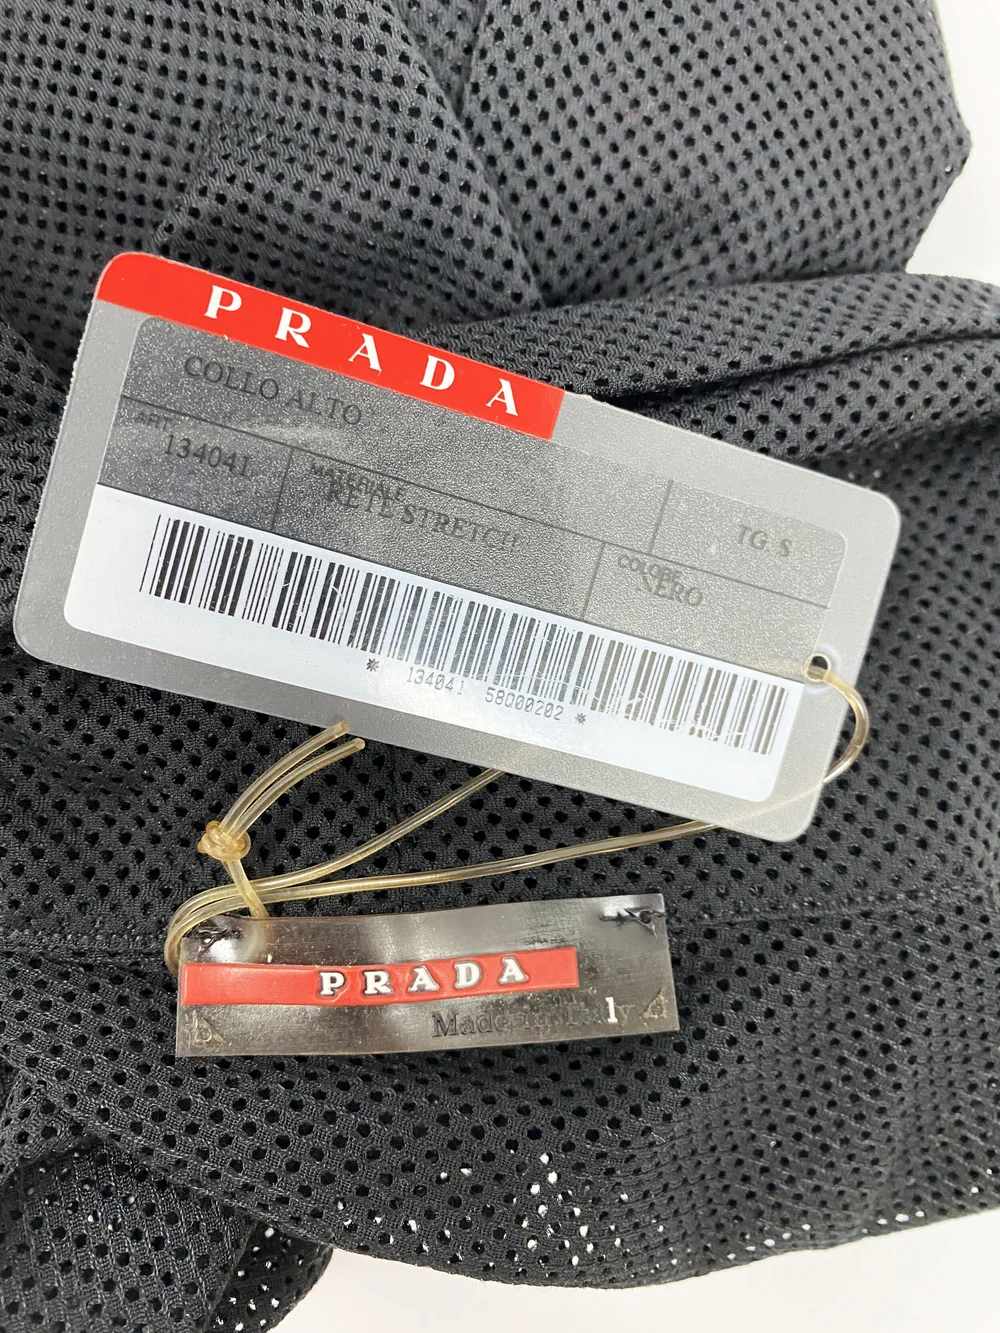 PRADA
COLLO ALTO
ART.
134041
MATERIALE
RETE STRETCH
TG S
COLORE
NERO
* 134041 58000202 *
PRADA
Made in Italy